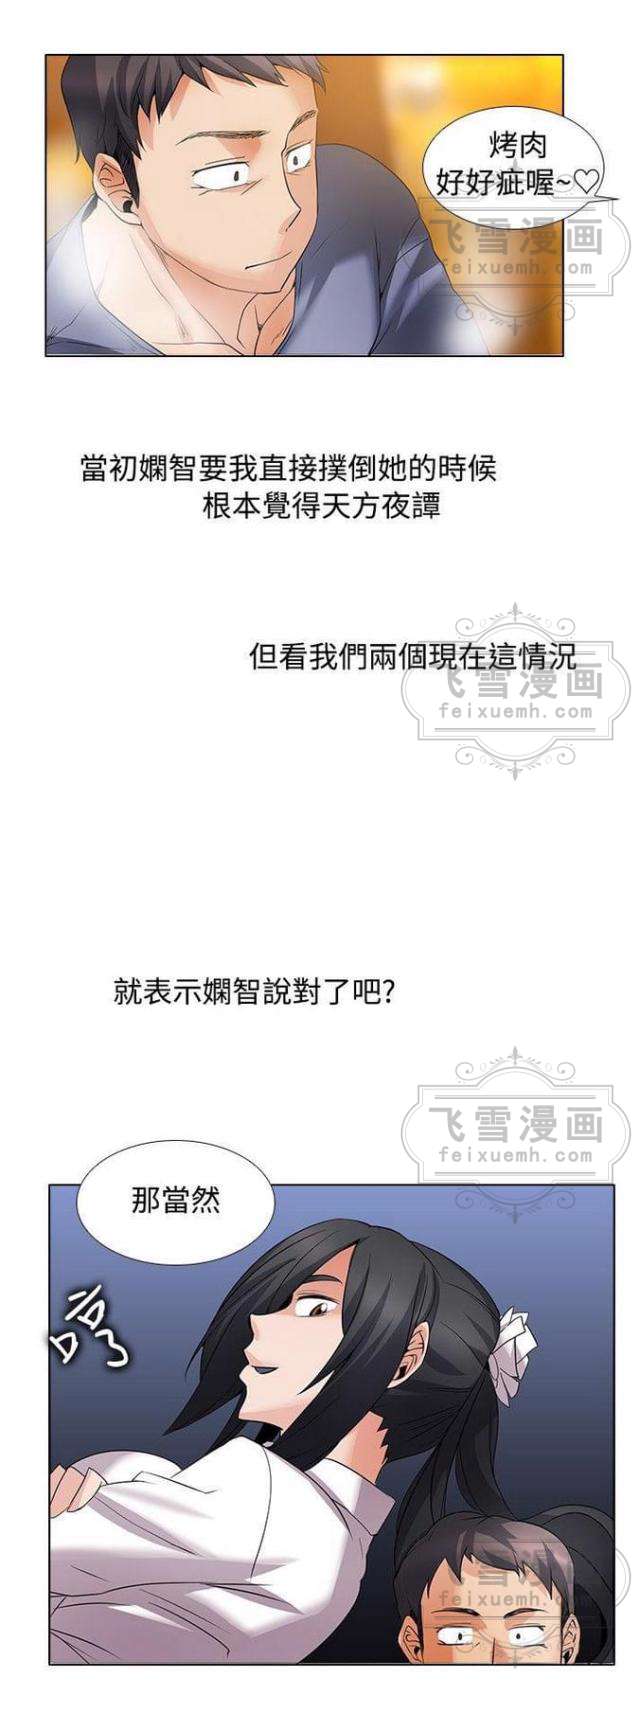 烤肉
好好疵喔~♡
飞雪漫画
feixuemh.com
當初嫻智要我直接撲倒她的時候
根本覺得天方夜譚
但看我們兩個現在這情況
飞雪漫画
feixuemh.com
就表示嫻智說對了吧?
飞雪漫画
feixuemh.com
那當然
哼
飞雪漫画
feixuemh.com